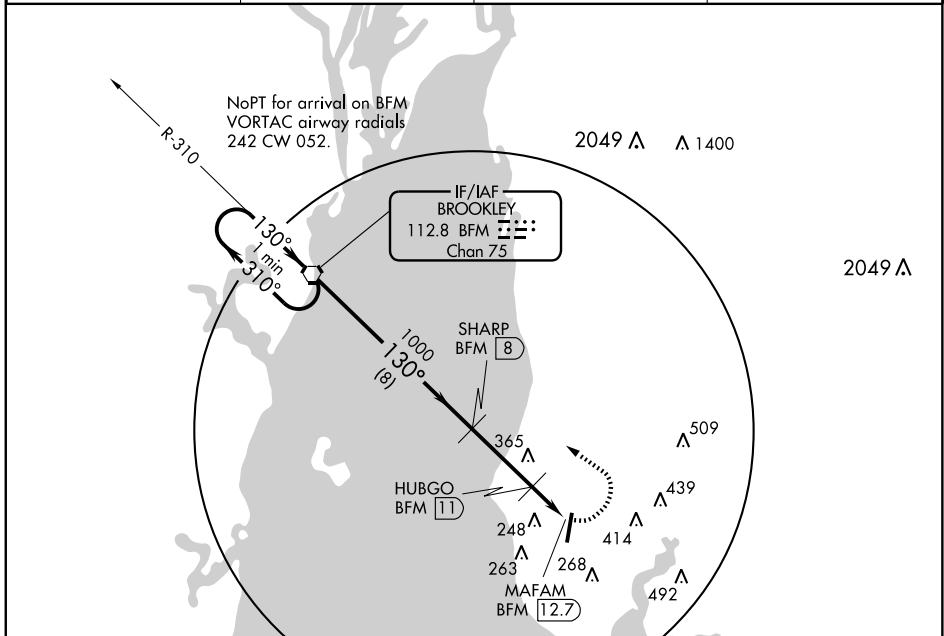 NoPT for arrival on BFM
VORTAC airway radials
242 CW 052.
R-310
2049
1400
IF/IAF
BROOKLEY
112.8 BFM
Chan 75
130°
1 min
310°
2049
1000
130°
(8)
SHARP
BFM 8
365
509
HUBGO
BFM 11
439
248
414
263
268
492
MAFAM
BFM 12.7